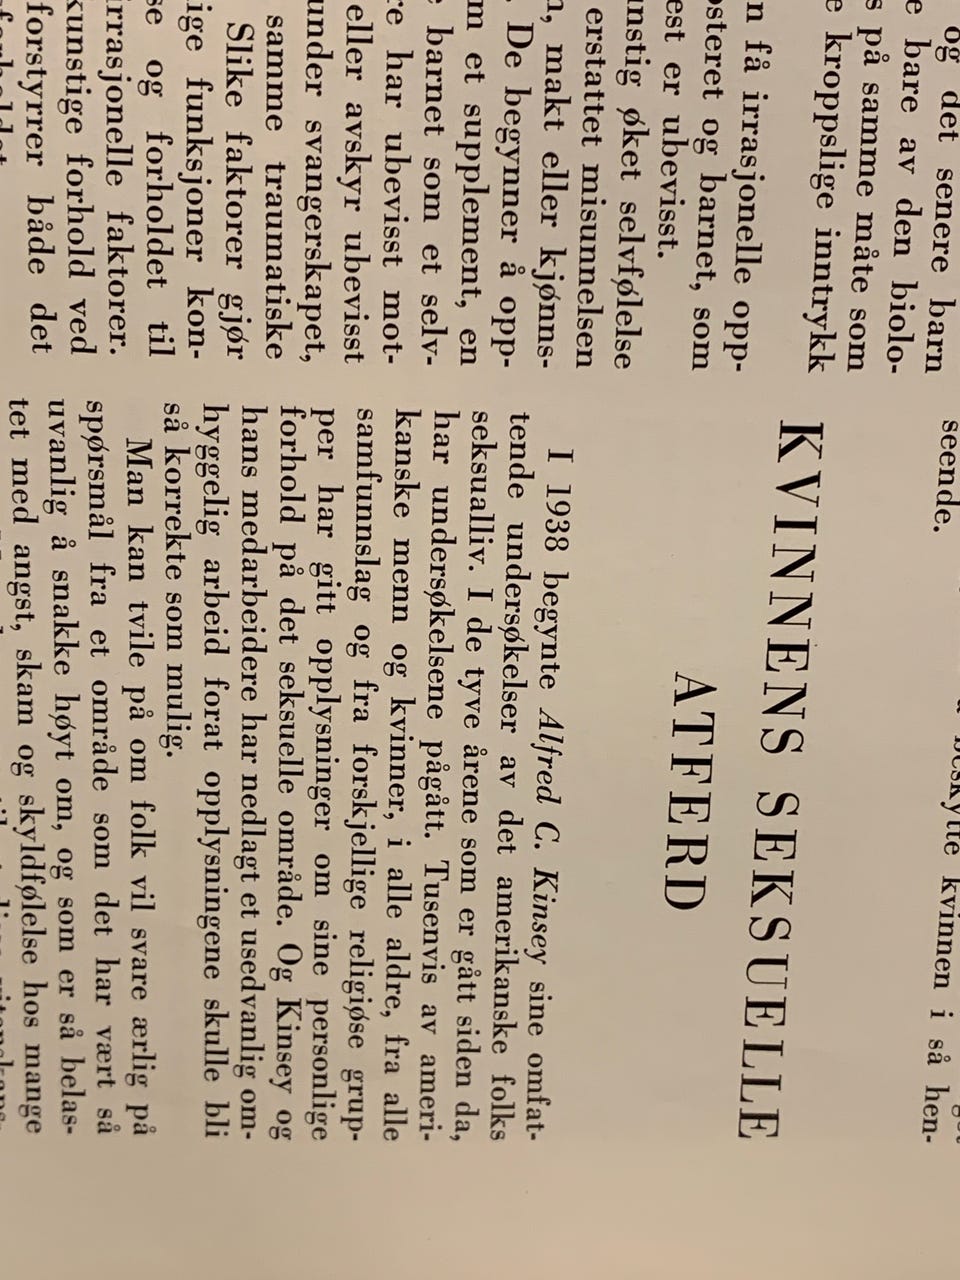 og det senere barn
bare av den biolo-
på samme måte som
kroppslige inntrykk
få irrasjonelle opp-
og barnet, som
er ubevisst.
øket selvfølelse
erstattet misunnelsen
makt eller kjønns-
De begynner å opp-
et supplement, en
barnet som et selv-
har ubevisst mot-
eller avskyr ubevisst
under svangerskapet,
samme traumatiske
Slike faktorer gjør
funksjoner kon-
og forholdet til
faktorer.
forhold ved
forstyrrer både det
seende.
kvinnen i så hen-
KVINNENS SEKSUELLE
ATFERD
I 1938 begynte Alfred C. Kinsey sine omfat-
tende undersøkelser av det amerikanske folks
seksualliv. I de tyve årene som er gått siden da,
har undersøkelsene pågått. Tusenvis av ameri-
kanske menn og kvinner, i alle aldre, fra alle
samfunnslag og fra forskjellige religiøse grup-
per har gitt opplysninger om sine personlige
forhold på det seksuelle område. Og Kinsey og
hans medarbeidere har nedlagt et usedvanlig om-
hyggelig arbeid forat opplysningene skulle bli
så korrekte som mulig.
Man kan tvile på om folk vil svare ærlig på
spørsmål fra et område som det har vært så
uvanlig å snakke høyt om, og som er så belas-
tet med angst, skam og skyldfølelse hos mange